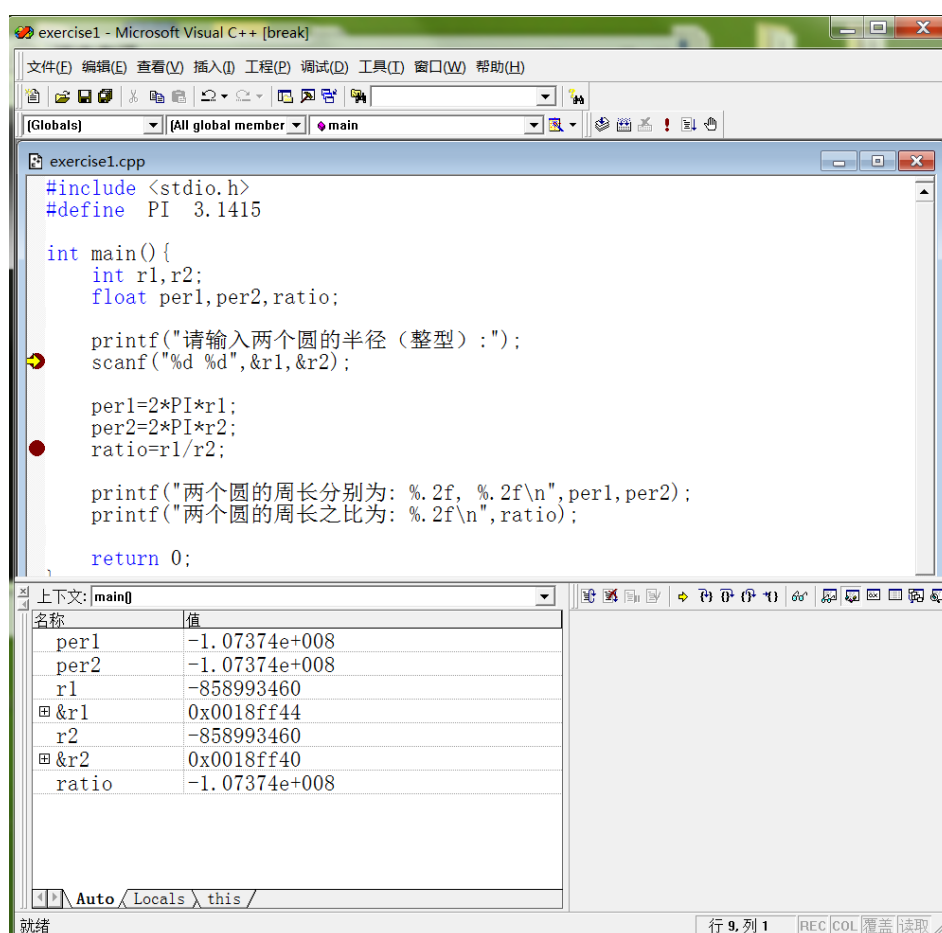 exercise1 - Microsoft Visual C++ [break]
文件(F) 编辑(E) 查看(V) 插入(I) 工程(P) 调试(D) 工具(T) 窗口(W) 帮助(H)
(Globals) (All global member main
exercise1.cpp
#include <stdio.h>
#define PI 3.1415
int main(){
int r1,r2;
float per1,per2,ratio;
printf("请输入两个圆的半径（整型）:");
scanf("%d %d",&r1,&r2);
per1=2*PI*r1;
per2=2*PI*r2;
ratio=r1/r2;
printf("两个圆的周长分别为: %.2f, %.2f\n",per1,per2);
printf("两个圆的周长之比为: %.2f\n",ratio);
return 0;
上下文: main()
名称 值
per1 -1.07374e+008
per2 -1.07374e+008
r1 -858993460
&r1 0x0018ff44
r2 -858993460
&r2 0x0018ff40
ratio -1.07374e+008
Auto Locals this
就绪 行 9, 列 1 REC COL 覆盖 读取